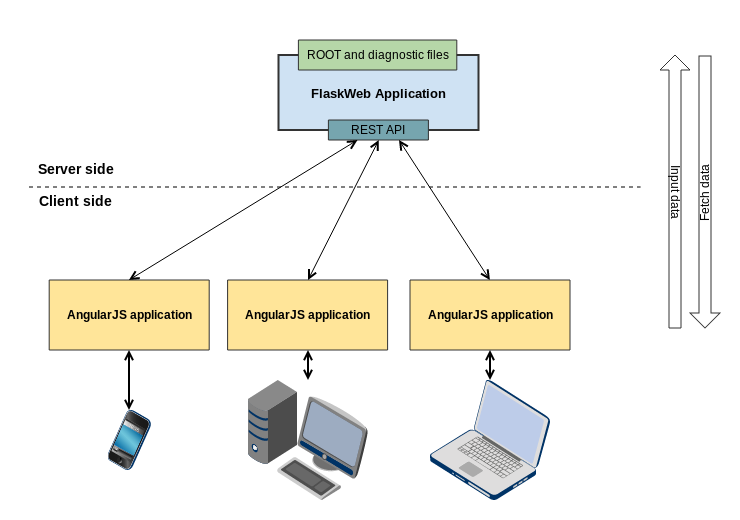 ROOT and diagnostic files
FlaskWeb Application
REST API
Server side
Client side
Input data
Fetch data
AngularJS application
AngularJS application
AngularJS application